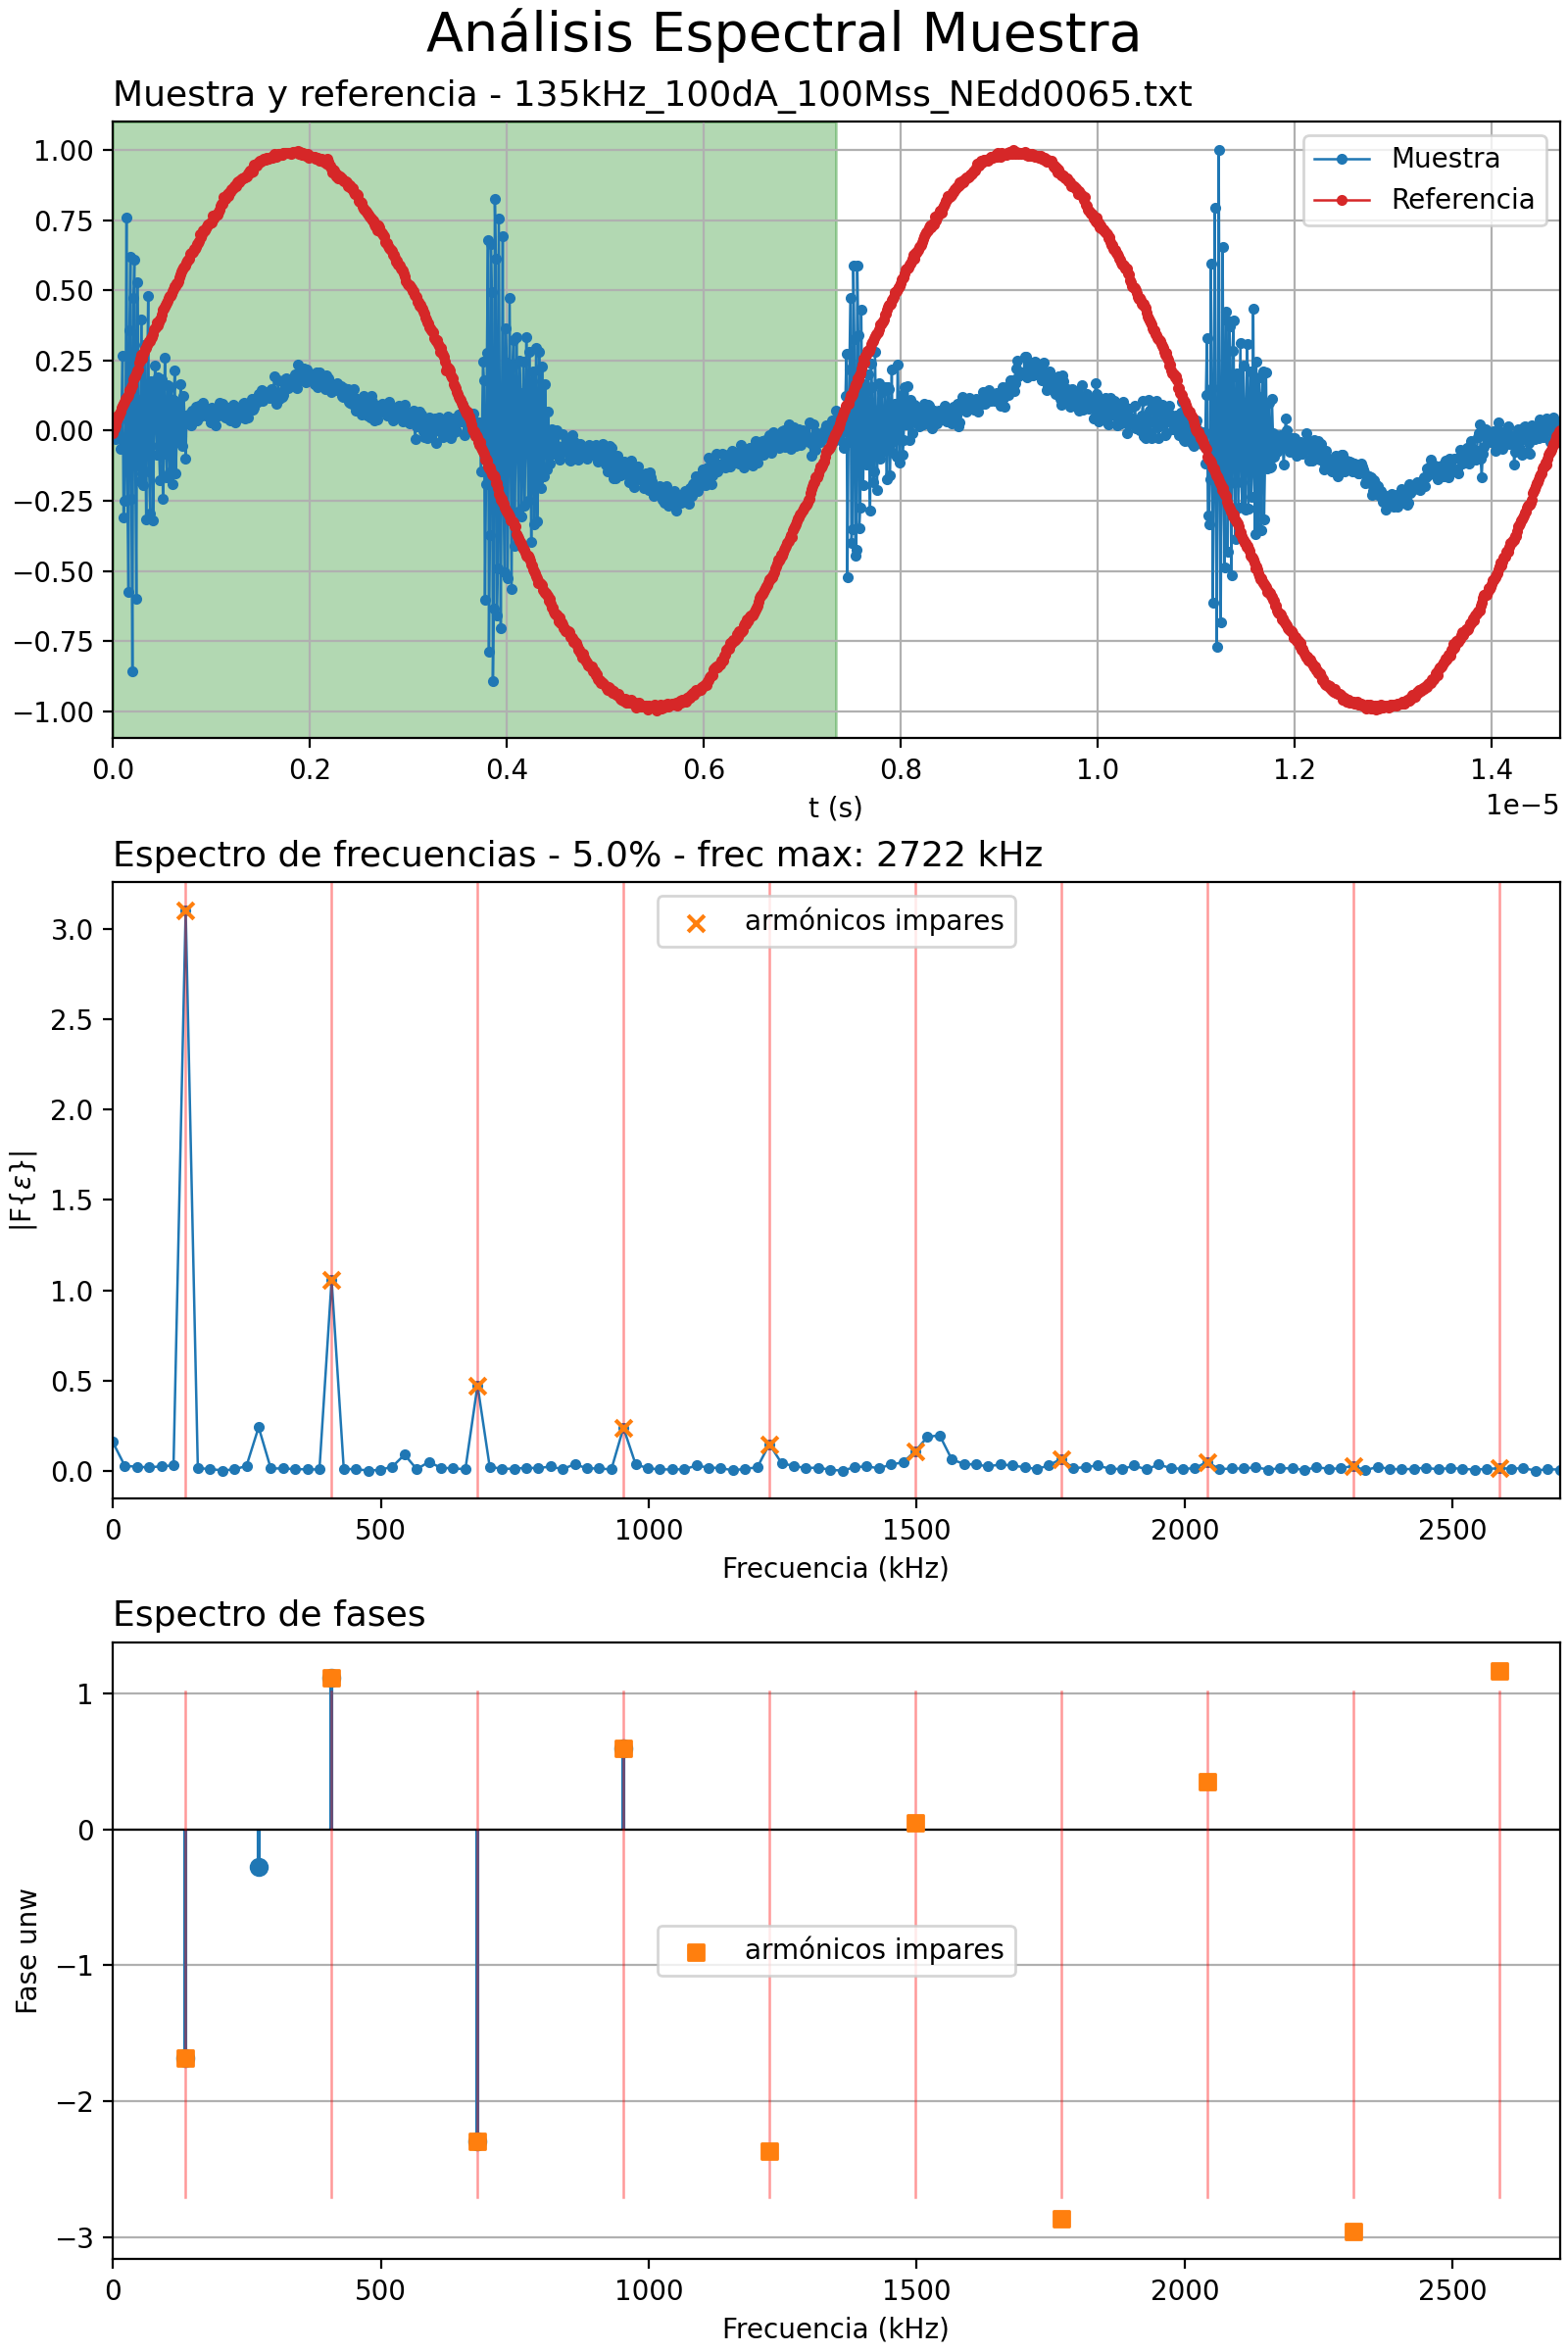 Análisis Espectral Muestra
Muestra y referencia - 135kHz_100dA_100Mss_NEdd0065.txt
1.00
0.75
0.50
0.25
0.00
−0.25
−0.50
−0.75
−1.00
Muestra
Referencia
0.0 0.2 0.4 0.6 0.8 1.0 1.2 1.4
t (s)
1e−5
Espectro de frecuencias - 5.0% - frec max: 2722 kHz
|F{ε}|
3.0
2.5
2.0
1.5
1.0
0.5
0.0
armónicos impares
0 500 1000 1500 2000 2500
Frecuencia (kHz)
Espectro de fases
Fase unw
1
0
−1
−2
−3
armónicos impares
0 500 1000 1500 2000 2500
Frecuencia (kHz)